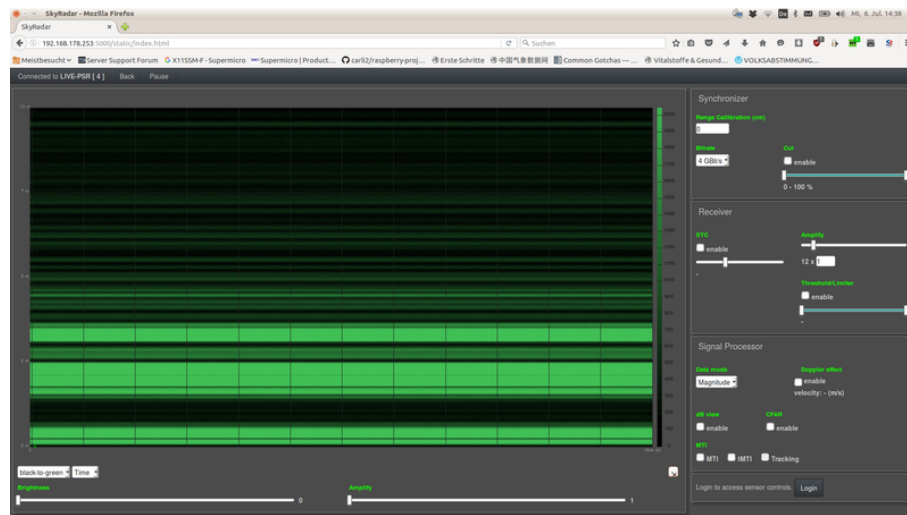 SkyRadar - Mozilla Firefox
De
Mi, 6. Jul, 14:38
SkyRadar
192.168.178.253:5000/static/index.html
Suchen
Meistbesucht
Server Support Forum
X11SSM-F - Supermicro
Supermicro | Product...
carli2/raspberry-proj...
Erste Schritte
中国气象数据网
Common Gotchas — ...
Vitalstoffe & Gesund...
VOLKSABSTIMMUNG...
Connected to LIVE-PSR [ 4 ] Back Pause
Synchronizer
Range Callibration (cm)
0
Bitrate Cut
4 GBit/s enable
0 - 100 %
Receiver
STC Amplify
enable
12 x 1
-
Threshold/Limiter
enable
-
Signal Processor
Data mode Doppler effect
Magnitude enable
velocity: - (m/s)
dB view CFAR
enable enable
MTI
MTI tMTI Tracking
Login to access sensor controls. Login
0 m
black-to-green Time
Brightness Amplify
0 1